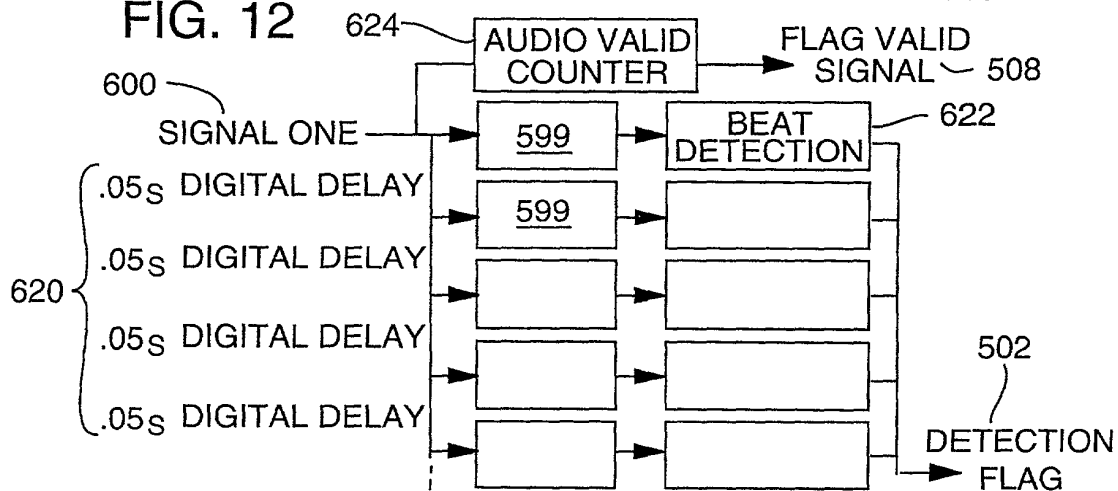 FIG. 12
624
AUDIO VALID
COUNTER
FLAG VALID
SIGNAL
508
600
SIGNAL ONE
599
BEAT
DETECTION
622
.05S DIGITAL DELAY
599
.05S DIGITAL DELAY
620
.05S DIGITAL DELAY
.05S DIGITAL DELAY
502
DETECTION
FLAG